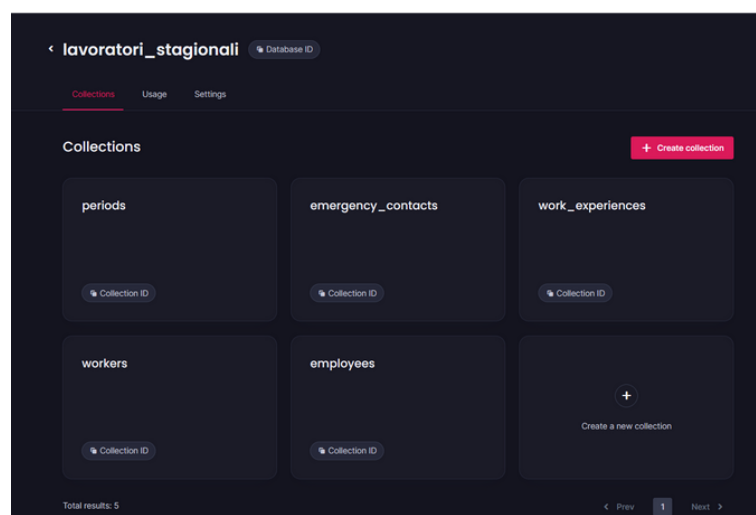 lavoratori_stagionali Database ID
Collections Usage Settings
Collections
+ Create collection
periods
Collection ID
emergency_contacts
Collection ID
work_experiences
Collection ID
workers
Collection ID
employees
Collection ID
Create a new collection
Total results: 5
Prev 1 Next